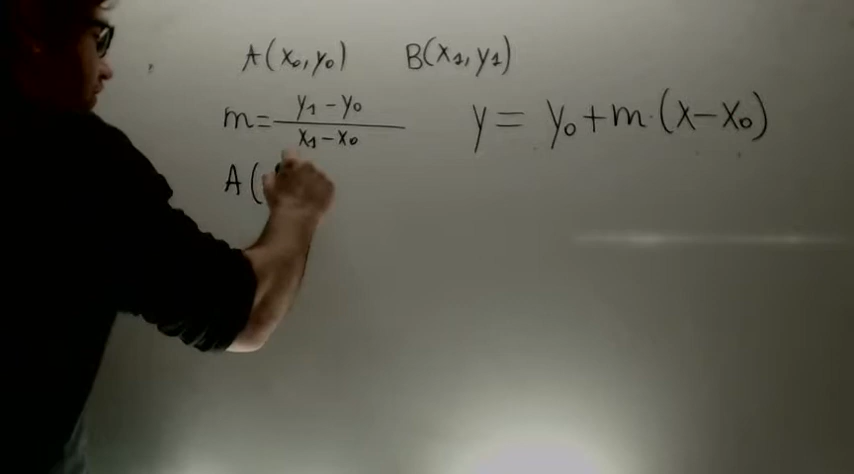 A(x₀,y₀) B(x₁,y₁)
m = (y₁ - y₀)/(x₁ - x₀) y = y₀ + m·(x - x₀)
A(